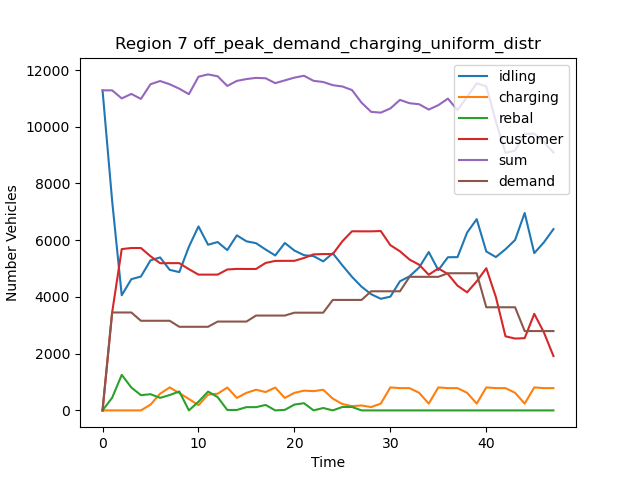 Region 7 off_peak_demand_charging_uniform_distr
12000
10000
8000
6000
4000
2000
0
Number Vehicles
0
10
20
30
40
Time
idling
charging
rebal
customer
sum
demand